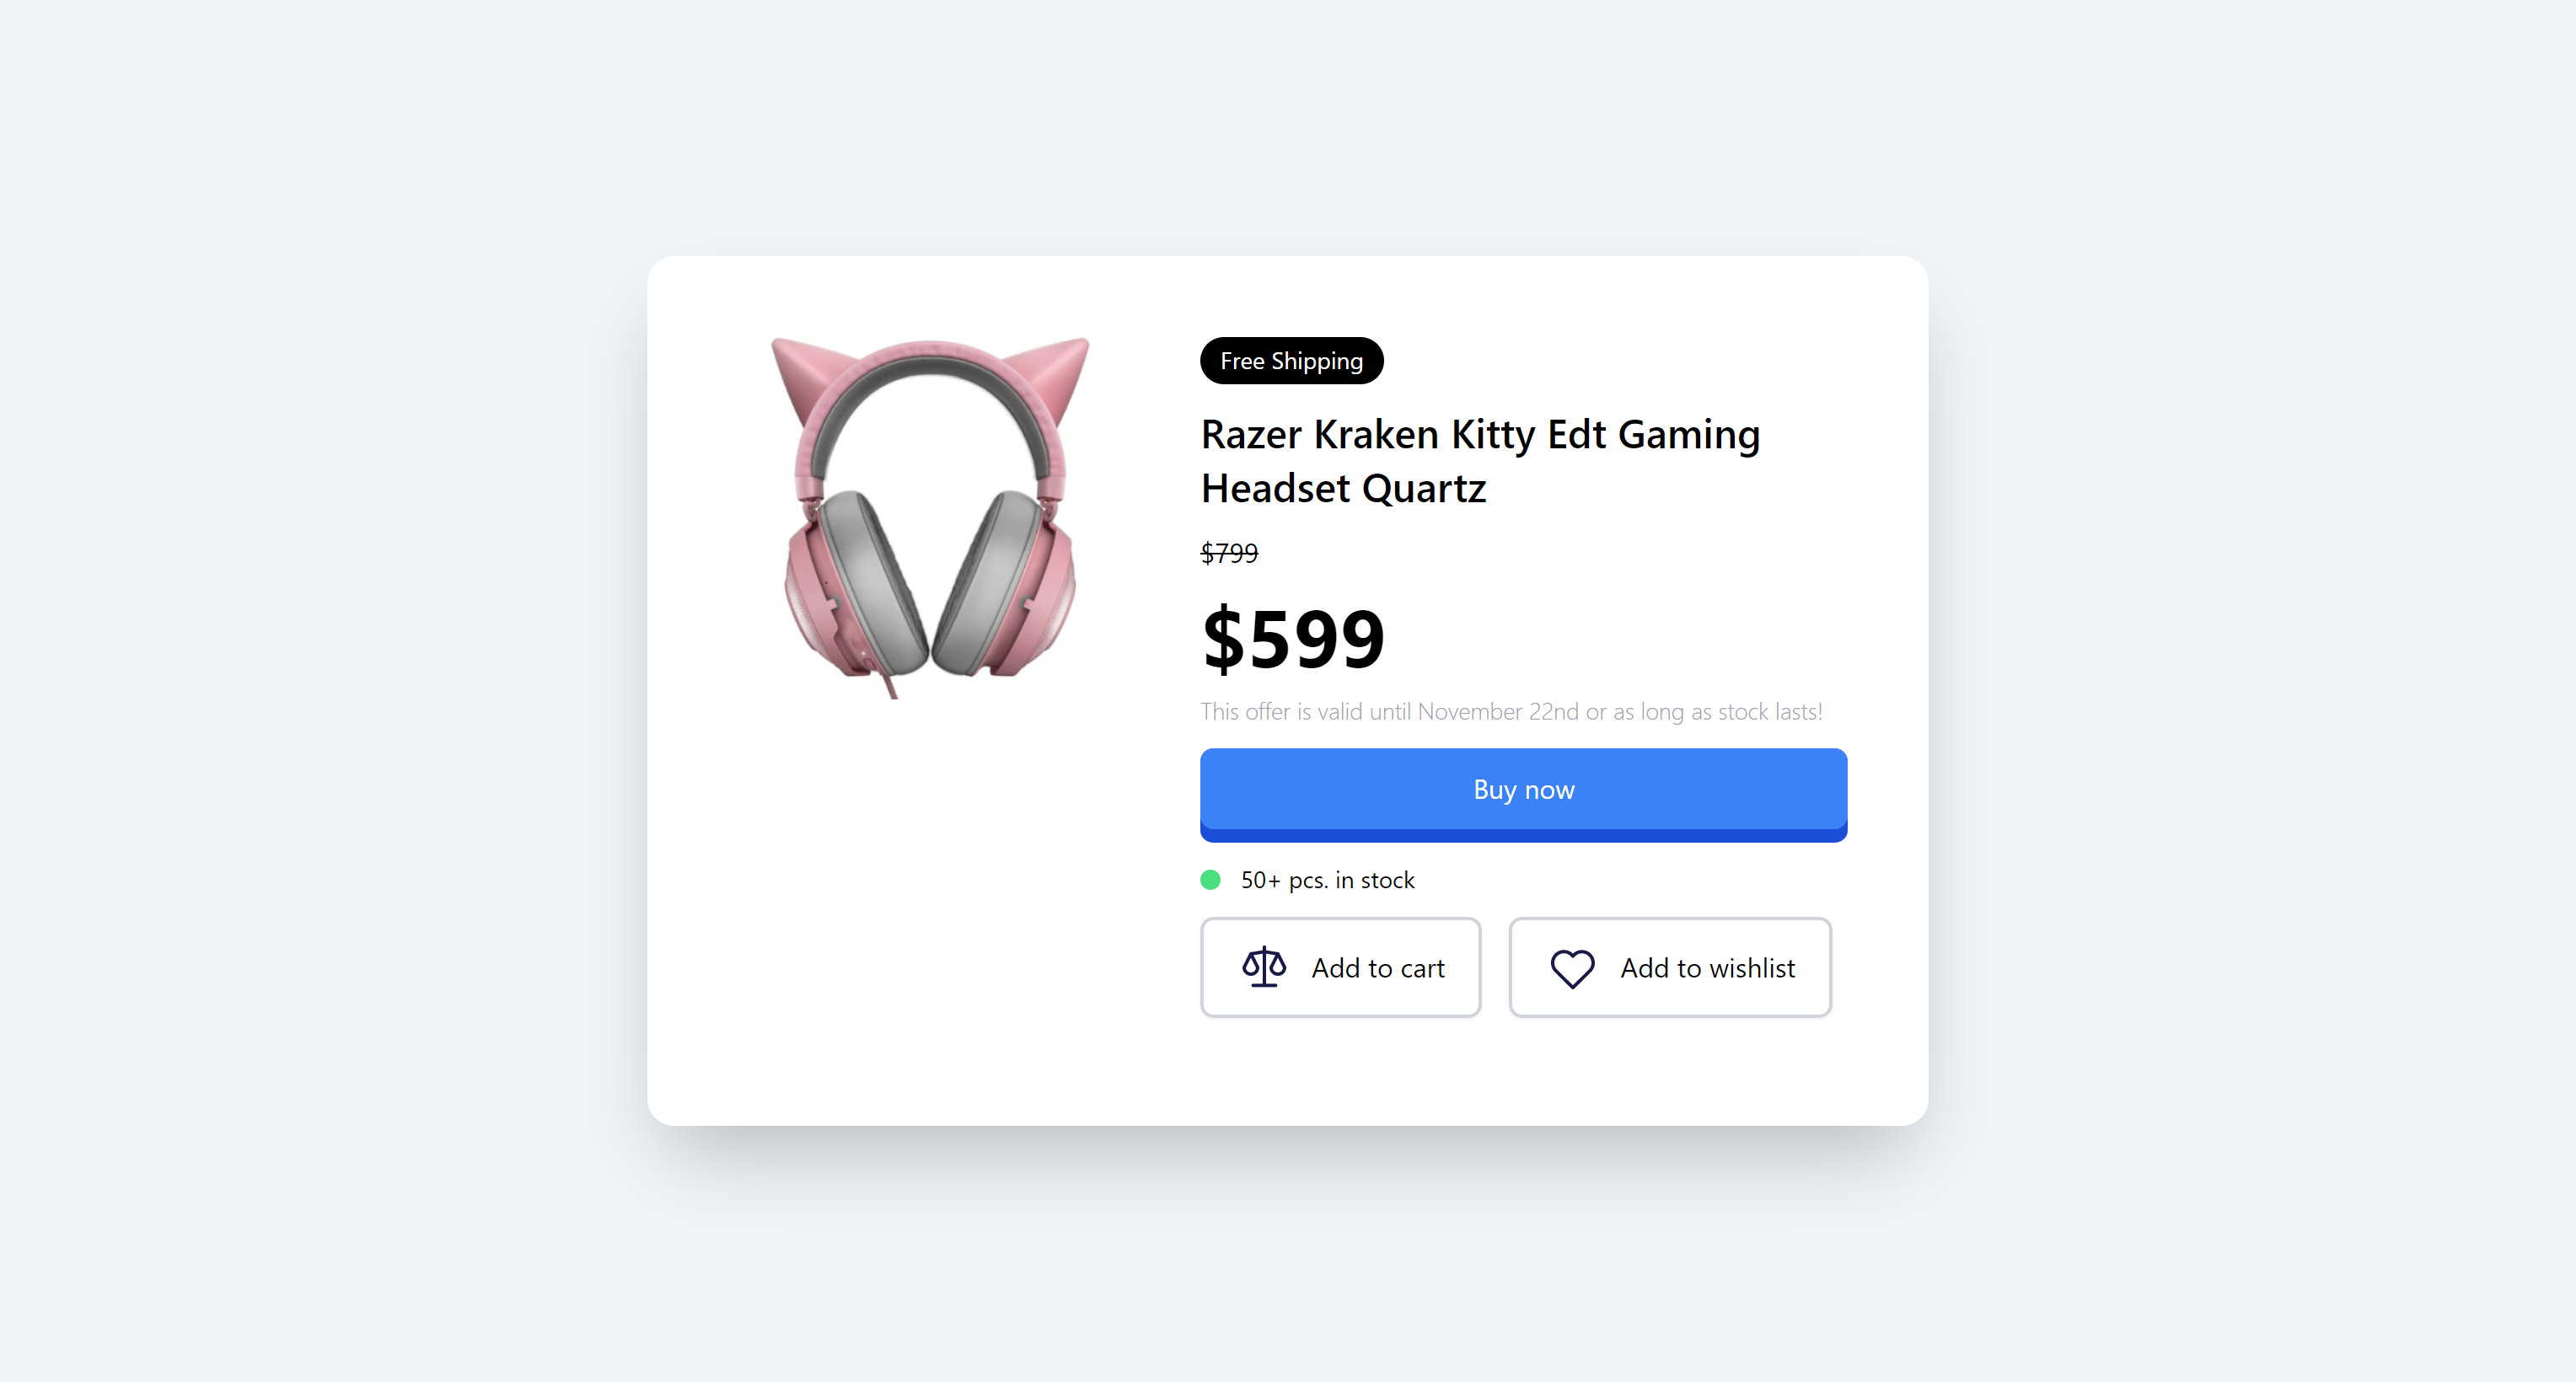 Free Shipping
Razer Kraken Kitty Edt Gaming
Headset Quartz
$799
$599
This offer is valid until November 22nd or as long as stock lasts!
Buy now
50+ pcs. in stock
Add to cart
Add to wishlist